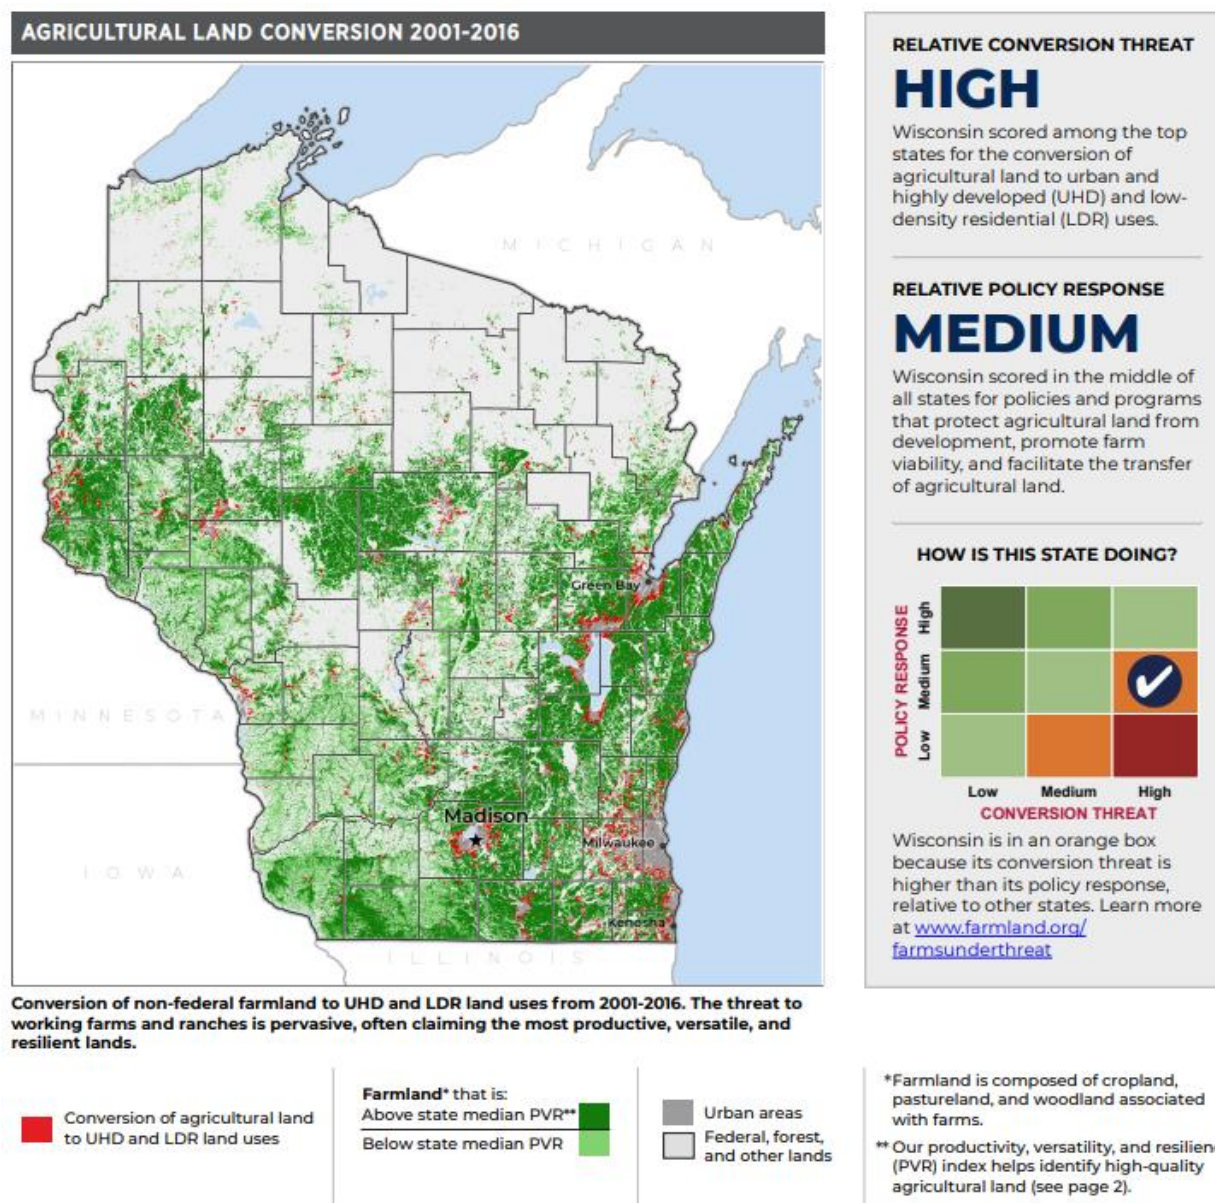 AGRICULTURAL LAND CONVERSION 2001-2016
MICHIGAN
Green Bay
MINNESOTA
Madison
Milwaukee
IOWA
Kenosha
ILLINOIS
Conversion of non-federal farmland to UHD and LDR land uses from 2001-2016. The threat to
working farms and ranches is pervasive, often claiming the most productive, versatile, and
resilient lands.
RELATIVE CONVERSION THREAT
HIGH
Wisconsin scored among the top
states for the conversion of
agricultural land to urban and
highly developed (UHD) and low-
density residential (LDR) uses.
RELATIVE POLICY RESPONSE
MEDIUM
Wisconsin scored in the middle of
all states for policies and programs
that protect agricultural land from
development, promote farm
viability, and facilitate the transfer
of agricultural land.
HOW IS THIS STATE DOING?
POLICY RESPONSE
High
Medium
Low
Low Medium High
CONVERSION THREAT
Wisconsin is in an orange box
because its conversion threat is
higher than its policy response,
relative to other states. Learn more
at www.farmland.org/
farmsunderthreat
Conversion of agricultural land
to UHD and LDR land uses
Farmland* that is:
Above state median PVR**
Below state median PVR
Urban areas
Federal, forest,
and other lands
*Farmland is composed of cropland,
pastureland, and woodland associated
with farms.
** Our productivity, versatility, and resilien
(PVR) index helps identify high-quality
agricultural land (see page 2).